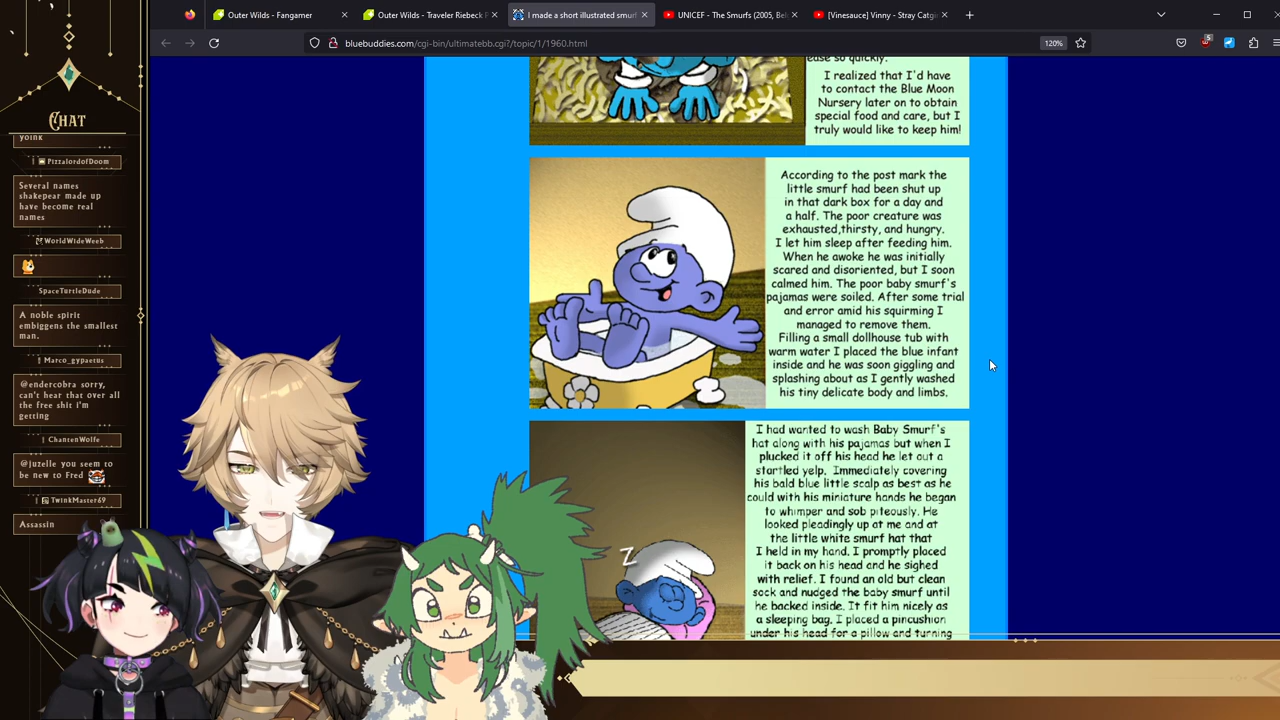 Outer Wilds - Fangamer
Outer Wilds - Traveler Riebeck P
I made a short illustrated smurf
UNICEF - The Smurfs (2005, Bel
[Vinesauce] Vinny - Stray Catgi
bluebuddies.com/cgi-bin/ultimatebb.cgi?/topic/1/1960.html
120%
5
CHAT
yoink
PizzalordofDoom
Several names
shakepear made up
have become real
names
WorldWideWeeb
SpaceTurtleDude
A noble spirit
embiggens the smallest
man.
Marco_gypaetus
@endercobra sorry,
can't hear that over all
the free shit i'm
getting
ChantenWolfe
@juzelle you seem to
be new to Fred
TwinkMaster69
Assassin
ease so quickly.
I realized that I'd have
to contact the Blue Moon
Nursery later on to obtain
special food and care, but I
truly would like to keep him!
According to the post mark the
little smurf had been shut up
in that dark box for a day and
a half. The poor creature was
exhausted,thirsty, and hungry.
I let him sleep after feeding him.
When he awoke he was initially
scared and disoriented, but I soon
calmed him. The poor baby smurf's
pajamas were soiled. After some trial
and error amid his squirming I
managed to remove them.
Filling a small dollhouse tub with
warm water I placed the blue infant
inside and he was soon giggling and
splashing about as I gently washed
his tiny delicate body and limbs.
I had wanted to wash Baby Smurf's
hat along with his pajamas but when I
plucked it off his head he let out a
startled yelp. Immediately covering
his bald blue little scalp as best as he
could with his miniature hands he began
to whimper and sob piteously. He
looked pleadingly up at me and at
the little white smurf hat that
I held in my hand. I promptly placed
it back on his head and he sighed
with relief. I found an old but clean
sock and nudged the baby smurf until
he backed inside. It fit him nicely as
a sleeping bag. I placed a pincushion
under his head for a pillow and turning
Z